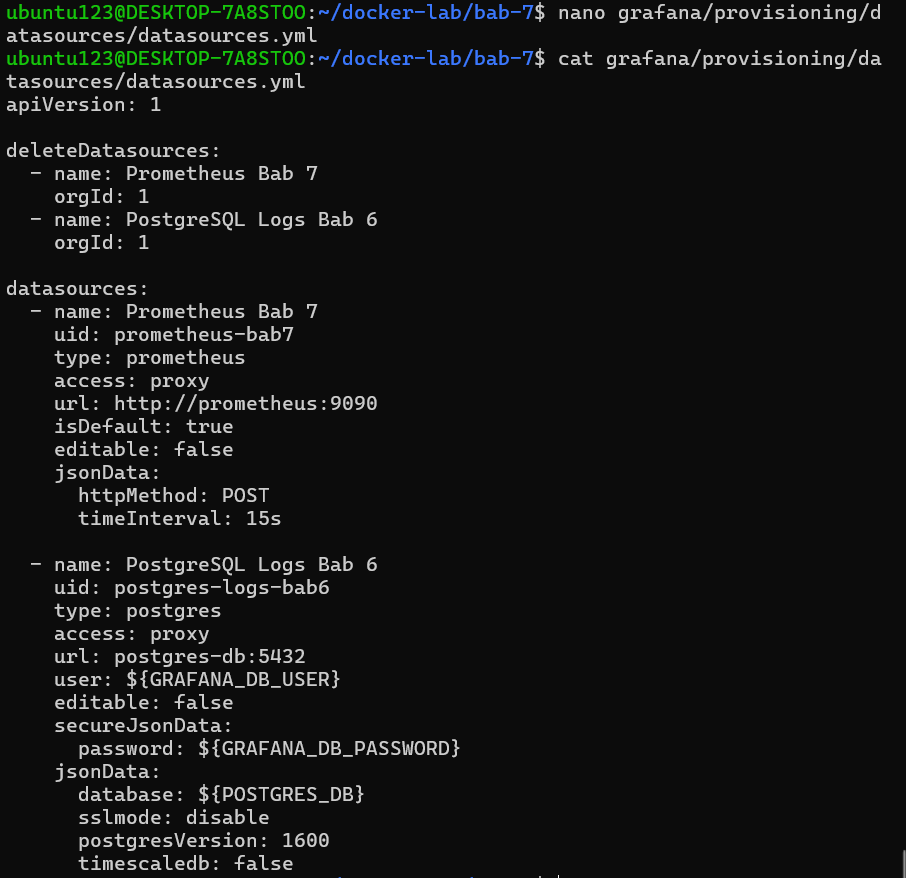 ubuntu123@DESKTOP-7A8STOO:~/docker-lab/bab-7$ nano grafana/provisioning/d
atasources/datasources.yml
ubuntu123@DESKTOP-7A8STOO:~/docker-lab/bab-7$ cat grafana/provisioning/da
tasources/datasources.yml
apiVersion: 1

deleteDatasources:
  - name: Prometheus Bab 7
    orgId: 1
  - name: PostgreSQL Logs Bab 6
    orgId: 1

datasources:
  - name: Prometheus Bab 7
    uid: prometheus-bab7
    type: prometheus
    access: proxy
    url: http://prometheus:9090
    isDefault: true
    editable: false
    jsonData:
      httpMethod: POST
      timeInterval: 15s

  - name: PostgreSQL Logs Bab 6
    uid: postgres-logs-bab6
    type: postgres
    access: proxy
    url: postgres-db:5432
    user: ${GRAFANA_DB_USER}
    editable: false
    secureJsonData:
      password: ${GRAFANA_DB_PASSWORD}
    jsonData:
      database: ${POSTGRES_DB}
      sslmode: disable
      postgresVersion: 1600
      timescaledb: false